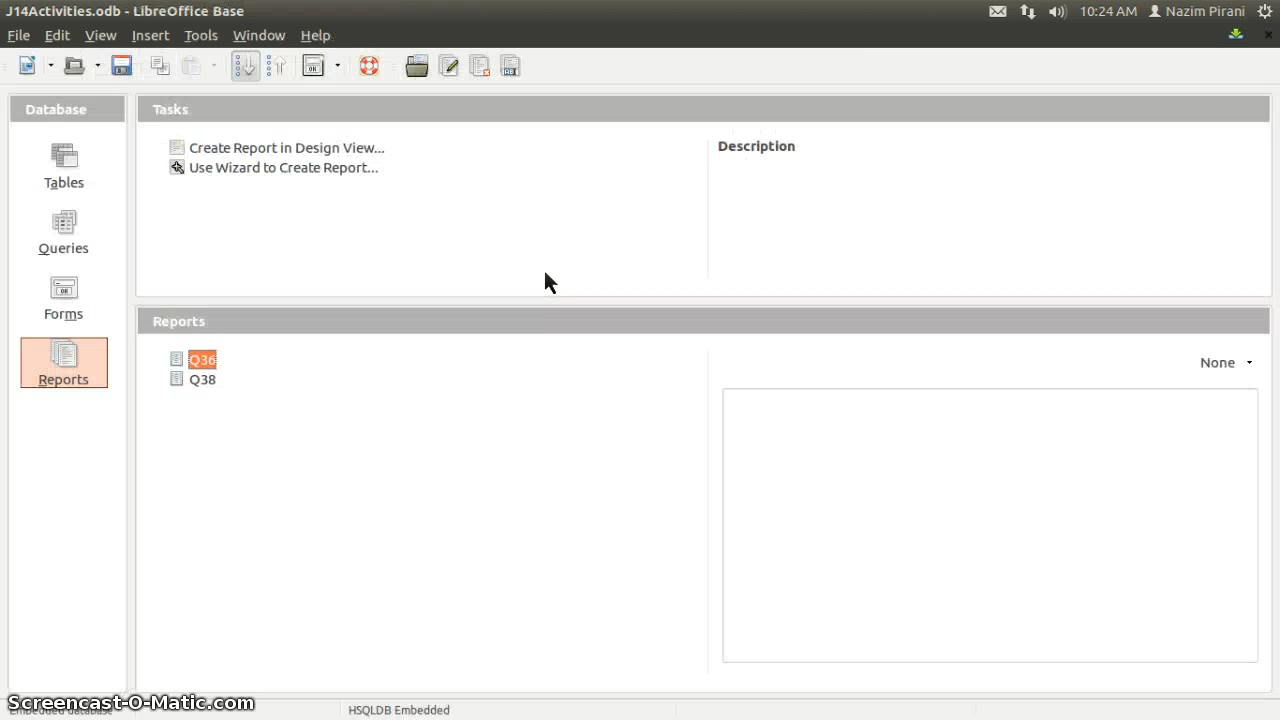 J14Activities.odb - LibreOffice Base
10:24 AM
Nazim Pirani
File Edit View Insert Tools Window Help
Database
Tables
Queries
Forms
Reports
Tasks
Create Report in Design View...
Use Wizard to Create Report...
Description
Reports
Q36
Q38
None
Screencast-O-Matic.com
Embedded database
HSQLDB Embedded